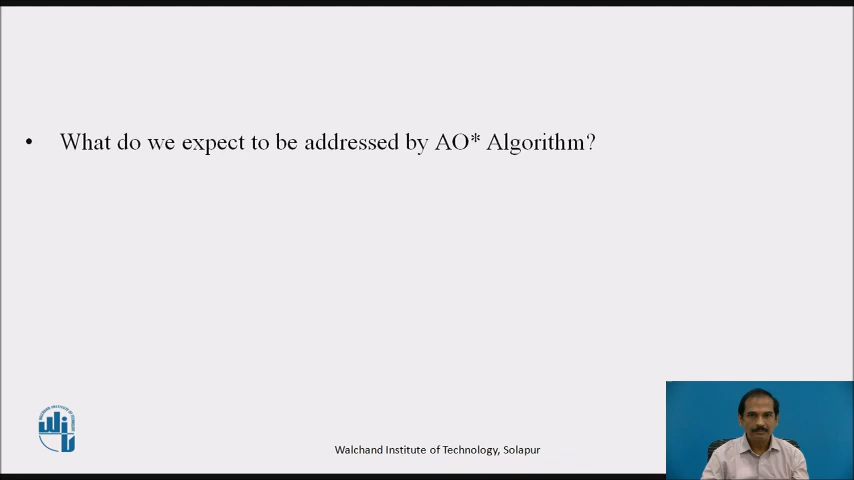 • What do we expect to be addressed by AO* Algorithm?
Walchand Institute of Technology, Solapur